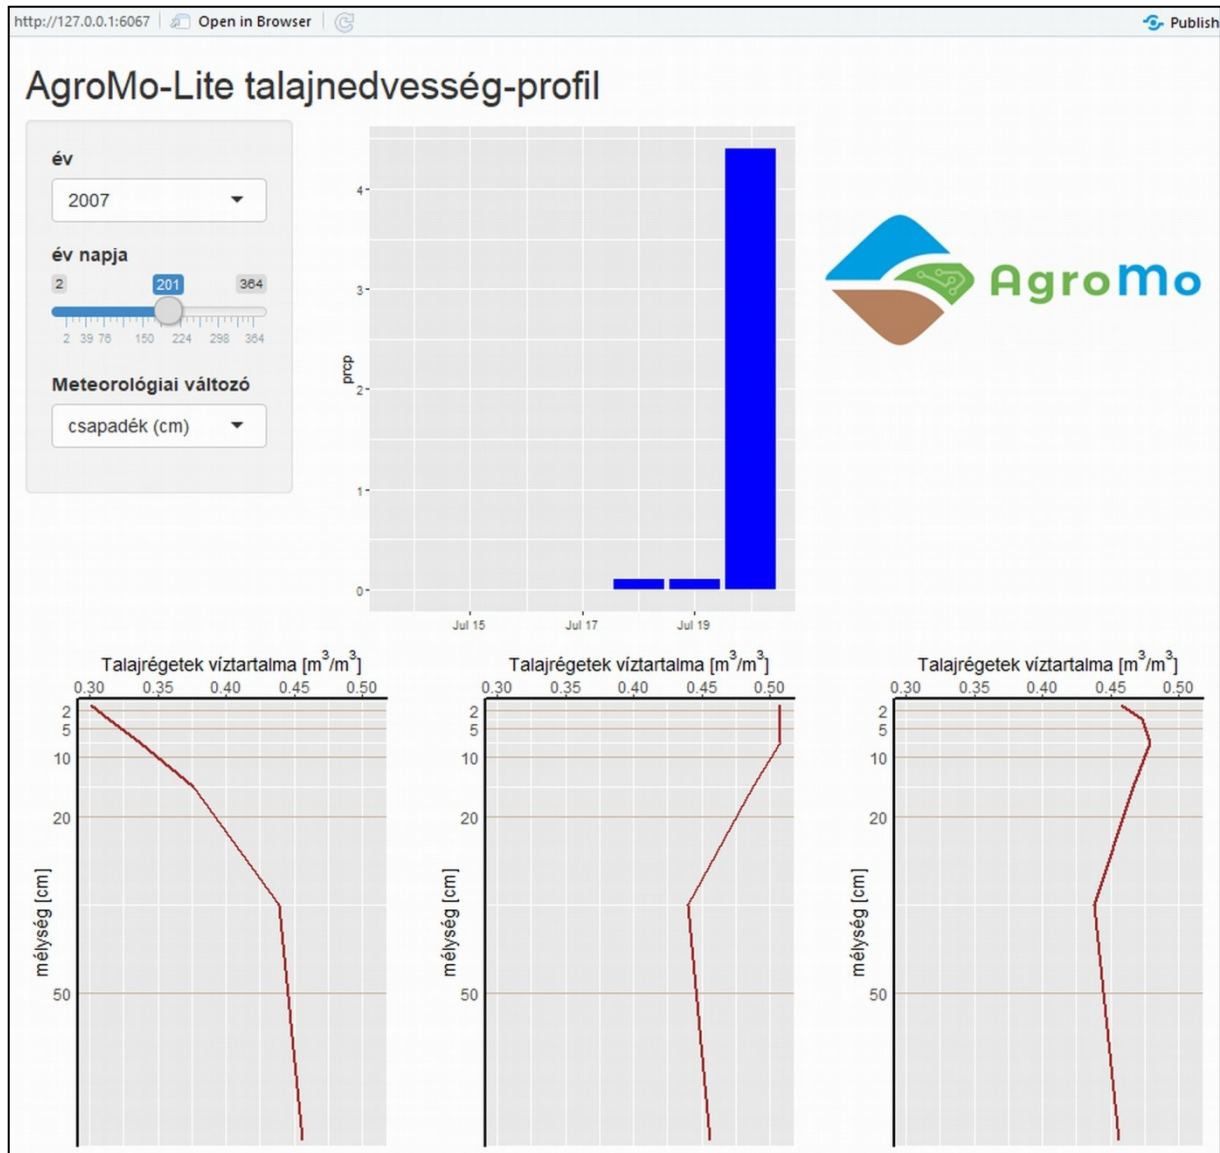 http://127.0.0.1:6067 Open in Browser Publish
AgroMo-Lite talajnedvesség-profil
év
2007
év napja
2 201 364
2 39 76 150 224 298 364
Meteorológiai változó
csapadék (cm)
prcp
4
3
2
1
0
Jul 15 Jul 17 Jul 19
AgroMo
Talajrégetek víztartalma [m³/m³]
0.30 0.35 0.40 0.45 0.50
mélység [cm]
2
5
10
20
50
Talajrégetek víztartalma [m³/m³]
0.30 0.35 0.40 0.45 0.50
mélység [cm]
2
5
10
20
50
Talajrégetek víztartalma [m³/m³]
0.30 0.35 0.40 0.45 0.50
mélység [cm]
2
5
10
20
50